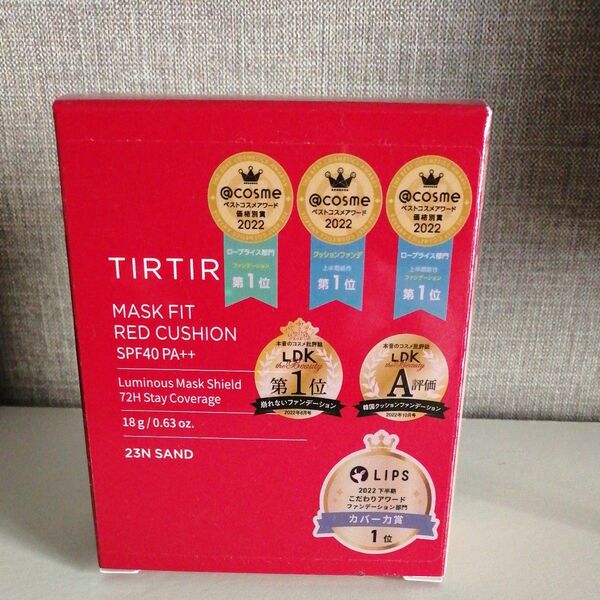 @cosme
ベストコスメアワード
価格別賞
2022
ロープライス部門
ファンデーション
第1位
@cosme
ベストコスメアワード
2022
クッションファンデ
上半期新作
第1位
@cosme
ベストコスメアワード
価格別賞
2022
ロープライス部門
上半期新作
ファンデーション
第1位
TIRTIR
MASK FIT
RED CUSHION
SPF40 PA++
Luminous Mask Shield
72H Stay Coverage
18 g / 0.63 oz.
23N SAND
本音のコスメ批評誌
LDK
the Beauty
第1位
崩れないファンデーション
2022年8月号
本音のコスメ批評誌
LDK
the Beauty
A評価
韓国クッションファンデーション
2022年10月号
LIPS
2022 下半期
こだわりアワード
ファンデーション部門
カバー力賞
1位